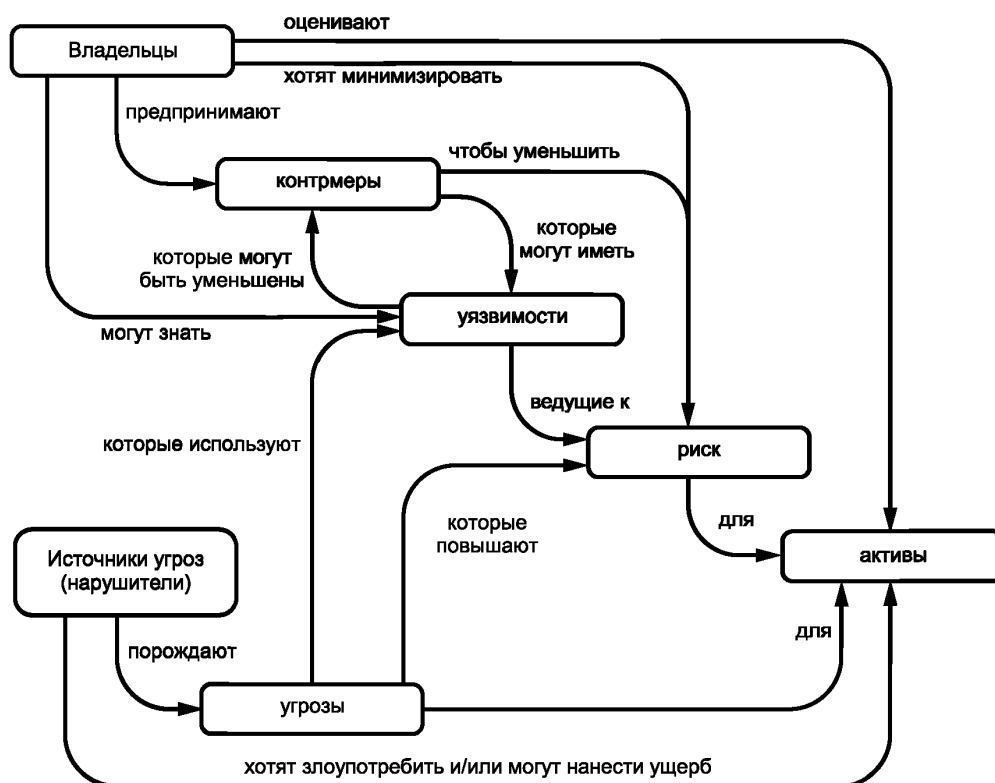 оценивают
Владельцы
хотят минимизировать
предпринимают
чтобы уменьшить
контрмеры
которые
могут иметь
которые могут
быть уменьшены
уязвимости
могут знать
ведущие к
которые используют
риск
которые
повышают
для
Источники угроз
(нарушители)
активы
для
порождают
угрозы
хотят злоупотребить и/или могут нанести ущерб